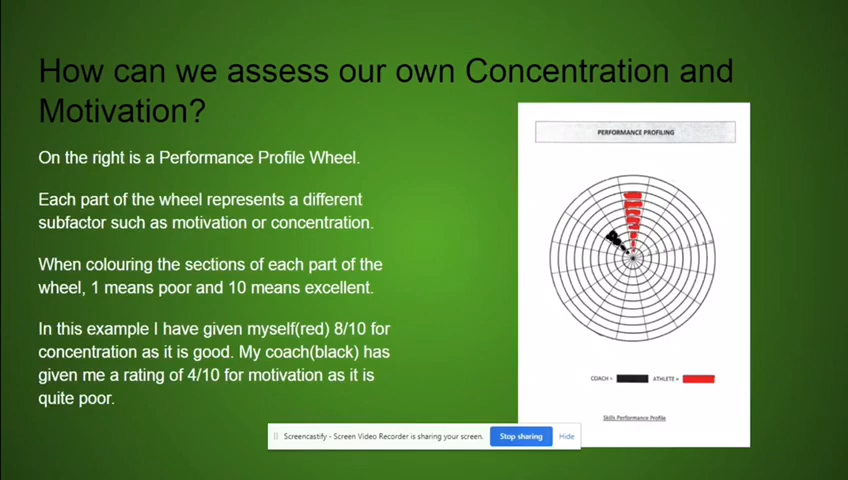 How can we assess our own Concentration and
Motivation?
On the right is a Performance Profile Wheel.
Each part of the wheel represents a different
subfactor such as motivation or concentration.
When colouring the sections of each part of the
wheel, 1 means poor and 10 means excellent.
In this example I have given myself(red) 8/10 for
concentration as it is good. My coach(black) has
given me a rating of 4/10 for motivation as it is
quite poor.
PERFORMANCE PROFILING
COACH = ATHLETE =
Skills Performance Profile
Screencastify - Screen Video Recorder is sharing your screen. Stop sharing Hide